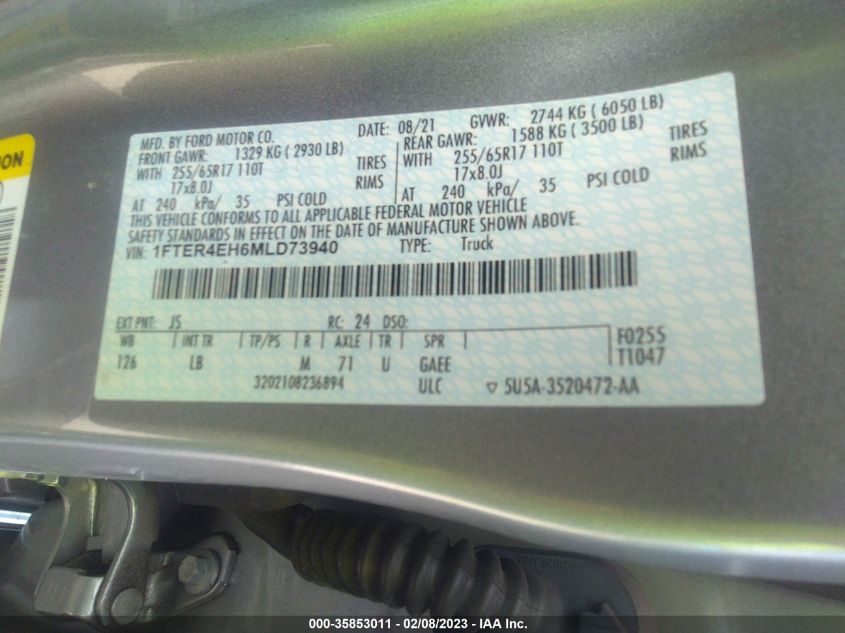 ION
MFD. BY FORD MOTOR CO.
DATE: 08/21 GVWR: 2744 KG ( 6050 LB)
FRONT GAWR: 1329 KG ( 2930 LB)
WITH 255/65R17 110T TIRES
17x8.0J RIMS
AT 240 kPa/ 35 PSI COLD
REAR GAWR: 1588 KG ( 3500 LB)
WITH 255/65R17 110T TIRES
17x8.0J RIMS
AT 240 kPa/ 35 PSI COLD
THIS VEHICLE CONFORMS TO ALL APPLICABLE FEDERAL MOTOR VEHICLE
SAFETY STANDARDS IN EFFECT ON THE DATE OF MANUFACTURE SHOWN ABOVE.
VIN: 1FTER4EH6MLD73940 TYPE: Truck
EXT PNT: J5 RC: 24 DSO:
WB | INT TR | TP/PS | R | AXLE | TR | SPR
126 LB M 71 U GAEE
F0255
T1047
3202108236894 ULC ▽ 5U5A-3520472-AA
000-35853011 - 02/08/2023 - COPYRIGHT IAA, Inc.